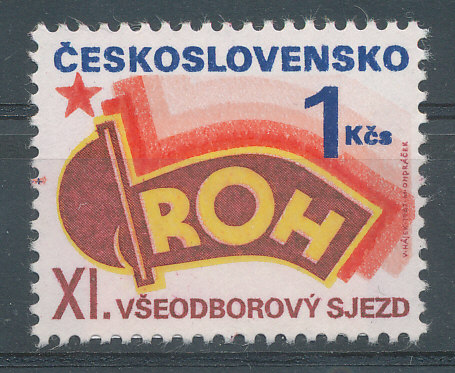 ČESKOSLOVENSKO
1 Kčs
ROH
XI. VŠEODBOROVÝ SJEZD